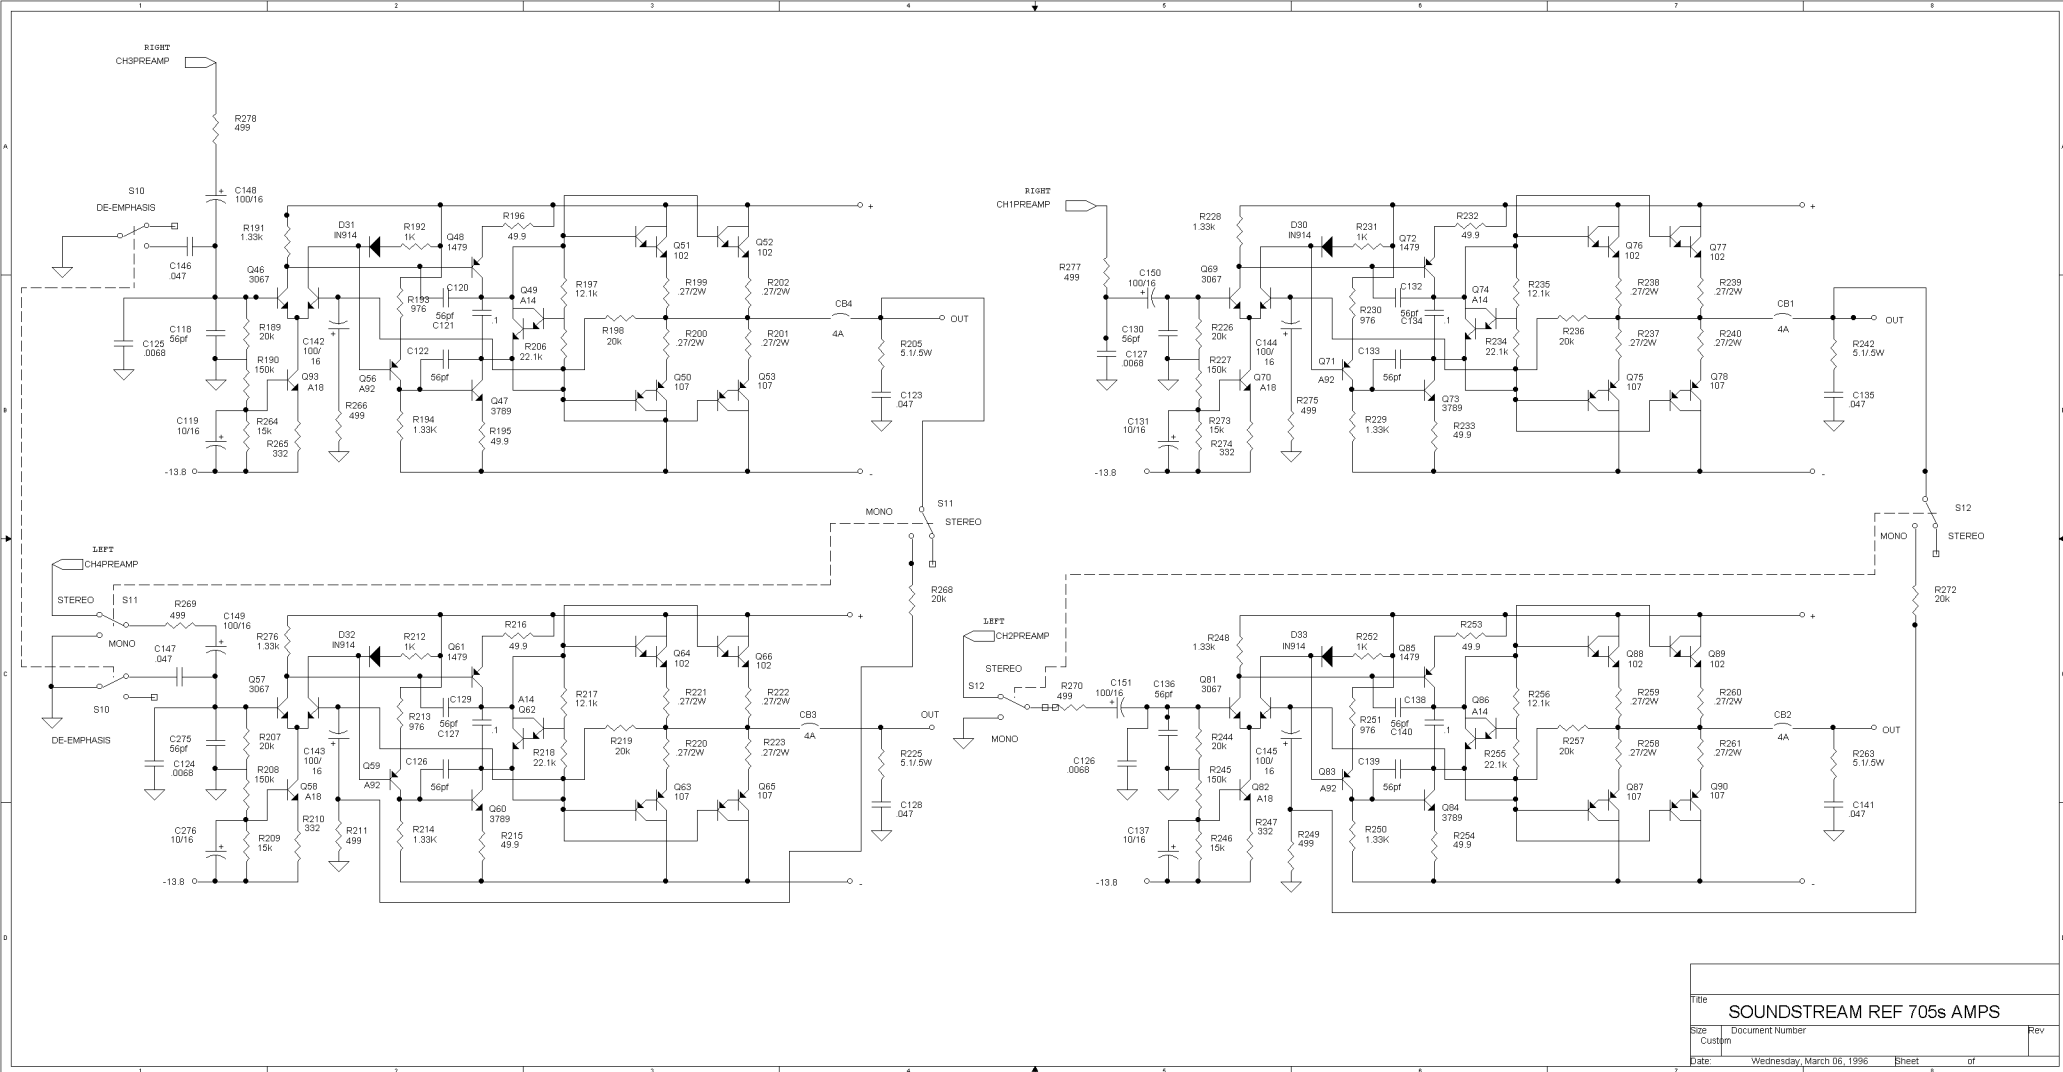 1 2 3 4 5 6 7 8
A
B
C
D
RIGHT
CH3PREAMP
R278
499
S10
DE-EMPHASIS
C148
100/16
C146
.047
R191
1.33k
Q46
3067
D31
IN914
R192
1K
Q48
1479
R196
49.9
+
Q51
102
Q52
102
R193
976
C120
56pf
C121
.1
Q49
A14
R197
12.1k
R199
.27/2W
R202
.27/2W
CB4
4A
OUT
C125
.0068
C118
56pf
R189
20k
R190
150k
C142
100/
16
Q93
A18
C122
56pf
Q56
A92
R206
22.1k
R198
20k
R200
.27/2W
R201
.27/2W
R205
5.1/.5W
C123
.047
Q50
107
Q53
107
Q47
3789
C119
10/16
R264
15k
R265
332
R266
499
R194
1.33K
R195
49.9
-13.8
-
MONO
S11
STEREO
R268
20k
LEFT
CH4PREAMP
STEREO
S11
MONO
R269
499
C149
100/16
C147
.047
S10
DE-EMPHASIS
R276
1.33k
Q57
3067
D32
IN914
R212
1K
Q61
1479
R216
49.9
+
Q64
102
Q66
102
R213
976
C129
56pf
C127
.1
A14
Q62
R217
12.1k
R221
.27/2W
R222
.27/2W
CB3
4A
OUT
C275
56pf
C124
.0068
R207
20k
R208
150k
C143
100/
16
Q58
A18
Q59
A92
C126
56pf
R218
22.1k
R219
20k
R220
.27/2W
R223
.27/2W
R225
5.1/.5W
C128
.047
Q63
107
Q65
107
Q60
3789
C276
10/16
R209
15k
R210
332
R211
499
R214
1.33K
R215
49.9
-13.8
-
RIGHT
CH1PREAMP
R277
499
C150
100/16
R228
1.33k
Q69
3067
D30
IN914
R231
1K
Q72
1479
R232
49.9
+
Q76
102
Q77
102
R230
976
C132
56pf
C134
.1
Q74
A14
R235
12.1k
R238
.27/2W
R239
.27/2W
CB1
4A
OUT
C130
56pf
C127
.0068
R226
20k
R227
150k
C144
100/
16
Q70
A18
Q71
A92
C133
56pf
R234
22.1k
R236
20k
R237
.27/2W
R240
.27/2W
R242
5.1/.5W
C135
.047
Q75
107
Q78
107
Q73
3789
C131
10/16
R273
15k
R274
332
R275
499
R229
1.33K
R233
49.9
-13.8
-
S12
MONO
STEREO
R272
20k
LEFT
CH2PREAMP
STEREO
S12
MONO
R270
499
C151
100/16
C136
56pf
R248
1.33k
Q81
3067
D33
IN914
R252
1K
Q85
1479
R253
49.9
+
Q88
102
Q89
102
R251
976
C138
56pf
C140
.1
Q86
A14
R256
12.1k
R259
.27/2W
R260
.27/2W
CB2
4A
OUT
C126
.0068
R244
20k
R245
150k
C145
100/
16
Q82
A18
Q83
A92
C139
56pf
R255
22.1k
R257
20k
R258
.27/2W
R261
.27/2W
R263
5.1/.5W
C141
.047
Q87
107
Q90
107
Q84
3789
C137
10/16
R246
15k
R247
332
R249
499
R250
1.33K
R254
49.9
-13.8
-
Title
SOUNDSTREAM REF 705s AMPS
Size Document Number Rev
Custom
Date: Wednesday, March 06, 1996 Sheet of
1 2 3 4 5 6 7 8